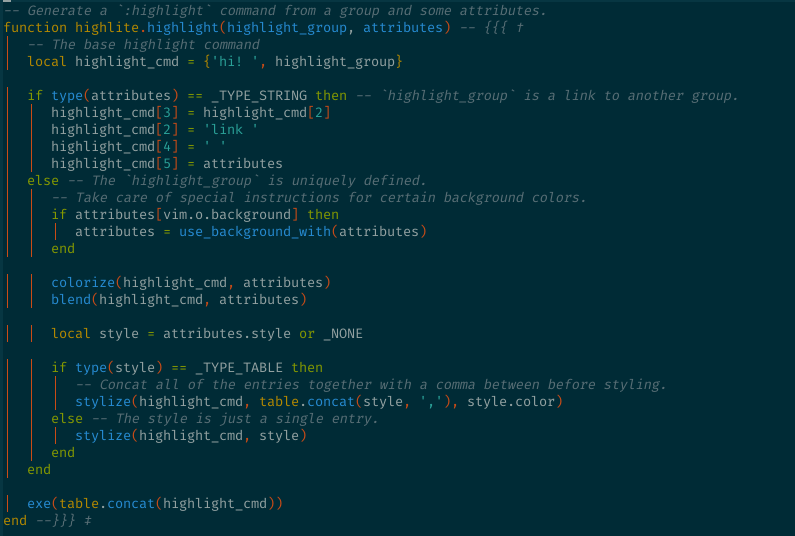 -- Generate a `:highlight` command from a group and some attributes.
function highlite.highlight(highlight_group, attributes) -- {{{ †
    -- The base highlight command
    local highlight_cmd = {'hi! ', highlight_group}

    if type(attributes) == _TYPE_STRING then -- `highlight_group` is a link to another group.
        highlight_cmd[3] = highlight_cmd[2]
        highlight_cmd[2] = 'link '
        highlight_cmd[4] = ' '
        highlight_cmd[5] = attributes
    else -- The `highlight_group` is uniquely defined.
        -- Take care of special instructions for certain background colors.
        if attributes[vim.o.background] then
            attributes = use_background_with(attributes)
        end

        colorize(highlight_cmd, attributes)
        blend(highlight_cmd, attributes)

        local style = attributes.style or _NONE

        if type(style) == _TYPE_TABLE then
            -- Concat all of the entries together with a comma between before styling.
            stylize(highlight_cmd, table.concat(style, ','), style.color)
        else -- The style is just a single entry.
            stylize(highlight_cmd, style)
        end
    end

    exe(table.concat(highlight_cmd))
end --}}} ‡